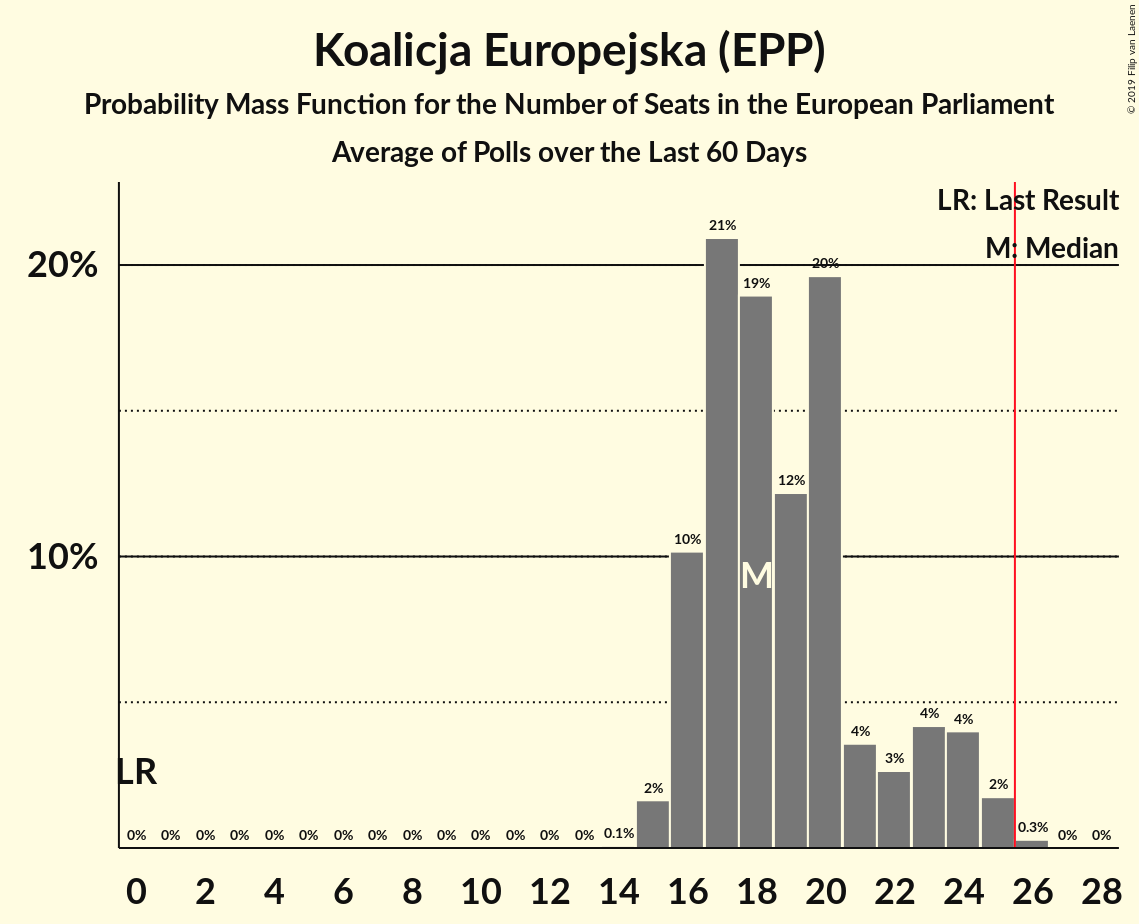 Koalicja Europejska (EPP)
Probability Mass Function for the Number of Seats in the European Parliament
Average of Polls over the Last 60 Days
© 2019 Filip van Laenen
LR: Last Result
M: Median
20%
10%
21%
19%
20%
12%
10%
M
4%
3%
4%
4%
2%
2%
0.3%
0% 0%
LR
0% 0% 0% 0% 0% 0% 0% 0% 0% 0% 0% 0% 0% 0% 0.1%
0 2 4 6 8 10 12 14 16 18 20 22 24 26 28